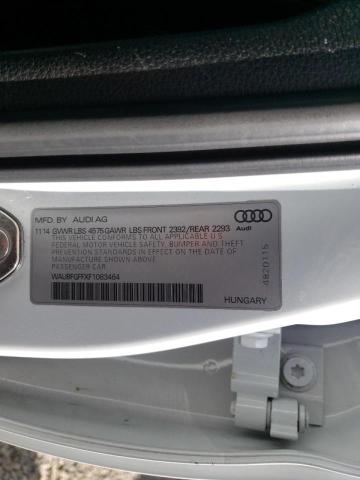 MFD. BY AUDI AG
11 14 GVWR LBS 4575 GAWR LBS FRONT 2392/REAR 2293
THIS VEHICLE CONFORMS TO ALL APPLICABLE U S
FEDERAL MOTOR VEHICLE SAFETY, BUMPER AND THEFT
PREVENTION STANDARDS IN EFFECT ON THE DATE
OF MANUFACTURE SHOWN ABOVE
PASSENGER CAR
WAUBFGFFXF1083464
Audi
4820115
HUNGARY